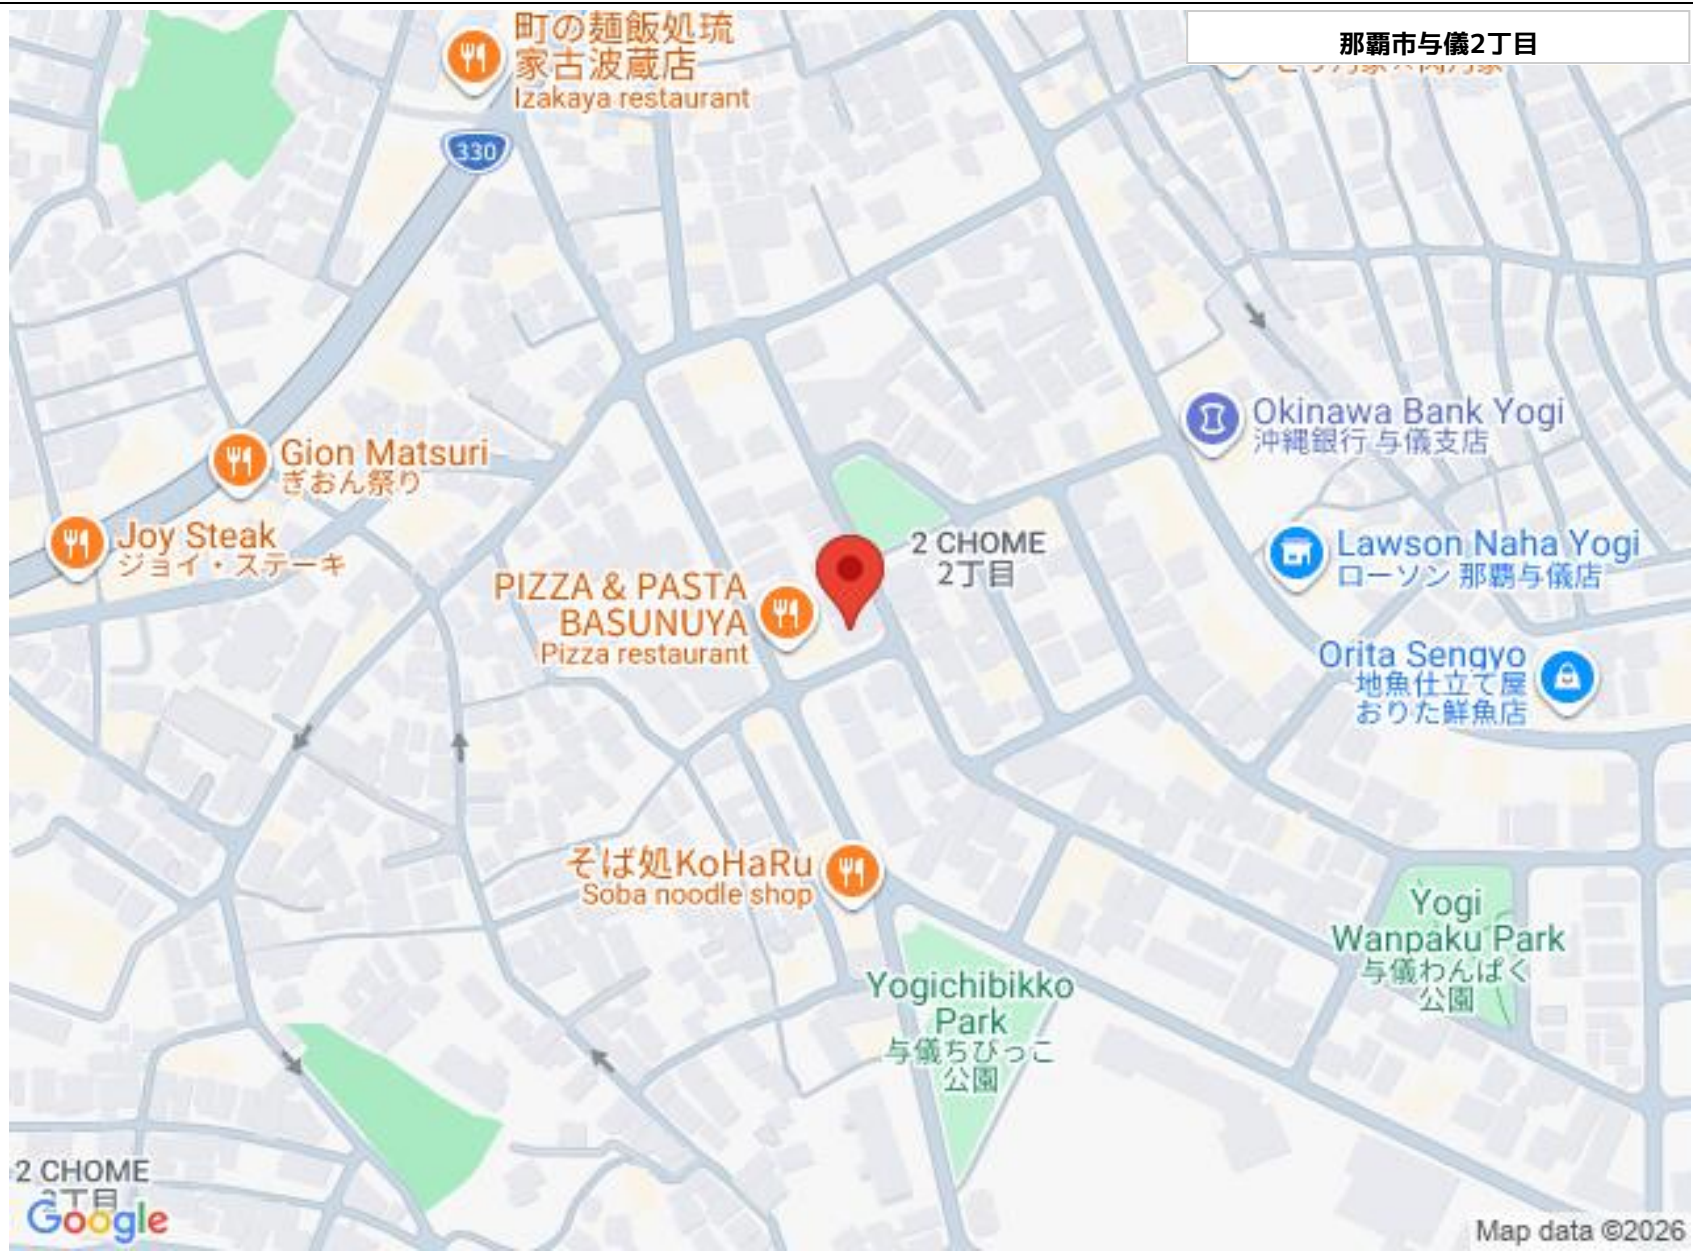 那覇市与儀2丁目
町の麺飯処琉
家古波蔵店
Izakaya restaurant
330
Okinawa Bank Yogi
沖縄銀行 与儀支店
Gion Matsuri
ぎおん祭り
Joy Steak
ジョイ・ステーキ
2 CHOME
2丁目
Lawson Naha Yogi
ローソン 那覇与儀店
PIZZA & PASTA
BASUNUYA
Pizza restaurant
Orita Sengyo
地魚仕立て屋
おりた鮮魚店
そば処KoHaRu
Soba noodle shop
Yogi
Wanpaku Park
与儀わんぱく
公園
Yogichibikko
Park
与儀ちびっこ
公園
2 CHOME
Google
Map data ©2026